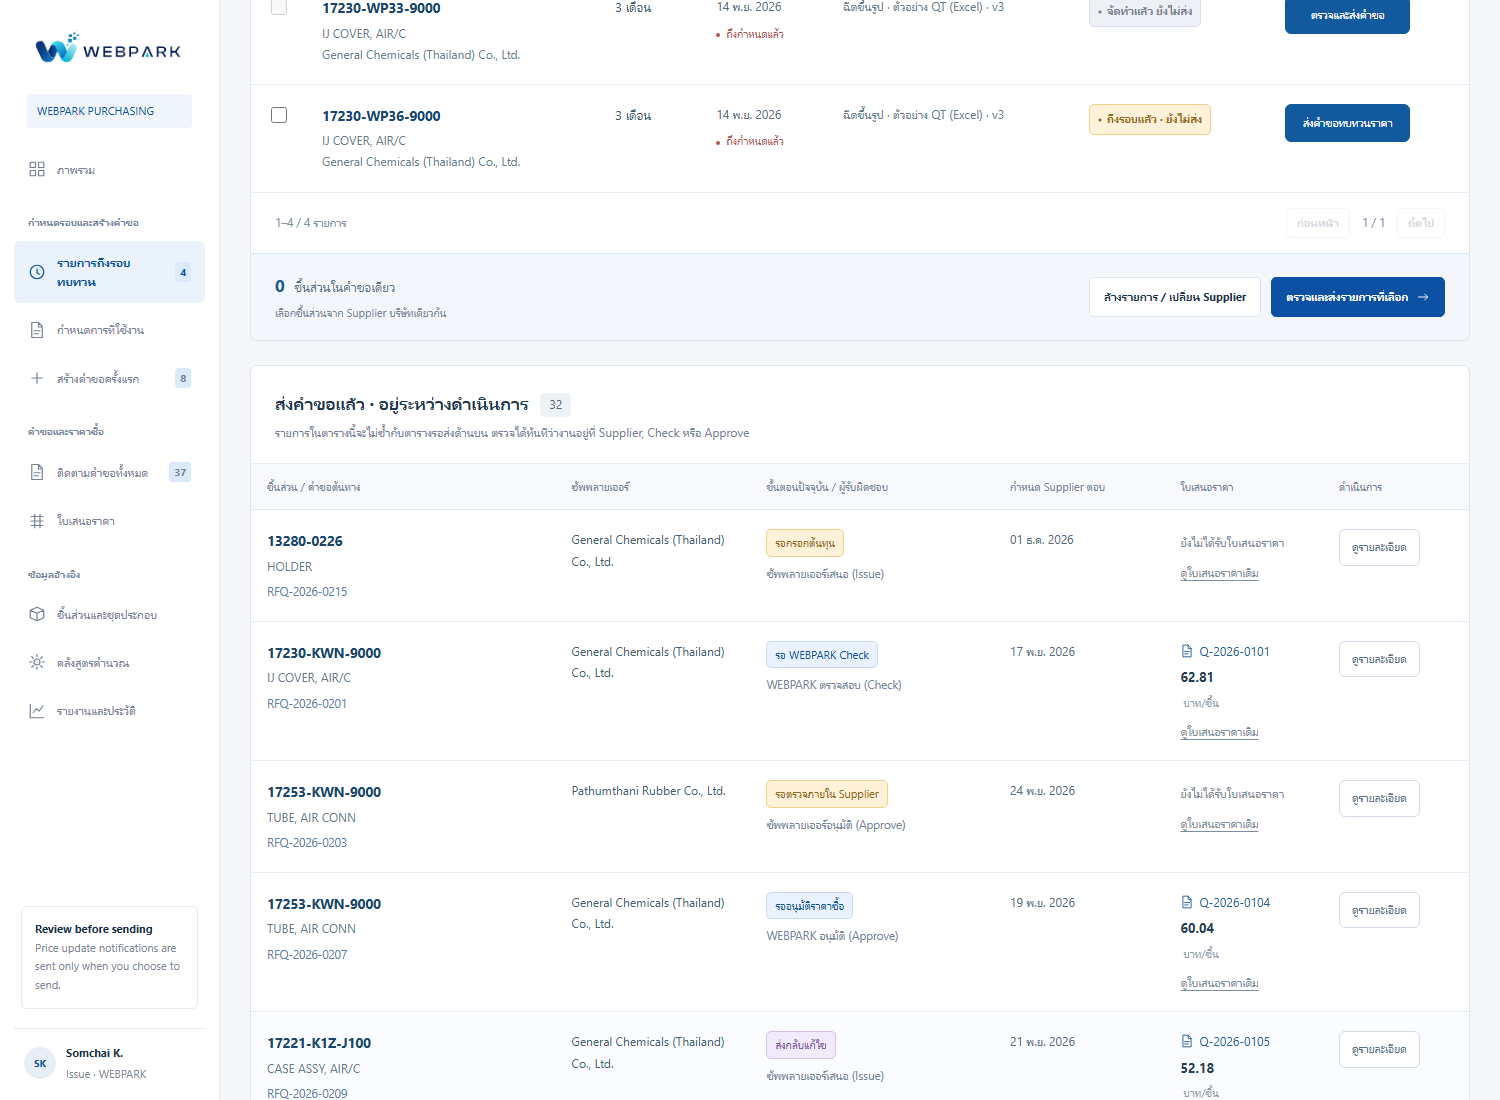 WEBPARK
WEBPARK PURCHASING
ภาพรวม
กำหนดรอบและสร้างคำขอ
รายการถึงรอบ
ทบทวน
4
กำหนดการที่ใช้งาน
สร้างคำขอครั้งแรก
8
คำขอและราคาซื้อ
ติดตามคำขอทั้งหมด
37
ใบเสนอราคา
ข้อมูลอ้างอิง
ชิ้นส่วนและชุดประกอบ
คลังสูตรคำนวณ
รายงานและประวัติ
Review before sending
Price update notifications are
sent only when you choose to
send.
SK
Somchai K.
Issue · WEBPARK
17230-WP33-9000
3 เดือน
14 พ.ย. 2026
ฉีดขึ้นรูป · ตัวอย่าง QT (Excel) · v3
• จัดทำแล้ว ยังไม่ส่ง
ตรวจและส่งคำขอ
IJ COVER, AIR/C
• ถึงกำหนดแล้ว
General Chemicals (Thailand) Co., Ltd.
17230-WP36-9000
3 เดือน
14 พ.ย. 2026
ฉีดขึ้นรูป · ตัวอย่าง QT (Excel) · v3
• ถึงรอบแล้ว · ยังไม่ส่ง
ส่งคำขอทบทวนราคา
IJ COVER, AIR/C
• ถึงกำหนดแล้ว
General Chemicals (Thailand) Co., Ltd.
1–4 / 4 รายการ
ก่อนหน้า
1 / 1
ถัดไป
0 ชิ้นส่วนในคำขอเดียว
เลือกชิ้นส่วนจาก Supplier บริษัทเดียวกัน
ล้างรายการ / เปลี่ยน Supplier
ตรวจและส่งรายการที่เลือก →
ส่งคำขอแล้ว · อยู่ระหว่างดำเนินการ 32
รายการในตารางนี้จะไม่ซ้ำกับตารางรอส่งด้านบน ตรวจได้ทันทีว่างานอยู่ที่ Supplier, Check หรือ Approve
ชิ้นส่วน / คำขอต้นทาง
ซัพพลายเออร์
ขั้นตอนปัจจุบัน / ผู้รับผิดชอบ
กำหนด Supplier ตอบ
ใบเสนอราคา
ดำเนินการ
13280-0226
HOLDER
RFQ-2026-0215
General Chemicals (Thailand)
Co., Ltd.
รอกรอกต้นทุน
ซัพพลายเออร์เสนอ (Issue)
01 ธ.ค. 2026
ยังไม่ได้รับใบเสนอราคา
ดูใบเสนอราคาเดิม
ดูรายละเอียด
17230-KWN-9000
IJ COVER, AIR/C
RFQ-2026-0201
General Chemicals (Thailand)
Co., Ltd.
รอ WEBPARK Check
WEBPARK ตรวจสอบ (Check)
17 พ.ย. 2026
Q-2026-0101
62.81
บาท/ชิ้น
ดูใบเสนอราคาเดิม
ดูรายละเอียด
17253-KWN-9000
TUBE, AIR CONN
RFQ-2026-0203
Pathumthani Rubber Co., Ltd.
รอตรวจภายใน Supplier
ซัพพลายเออร์อนุมัติ (Approve)
24 พ.ย. 2026
ยังไม่ได้รับใบเสนอราคา
ดูใบเสนอราคาเดิม
ดูรายละเอียด
17253-KWN-9000
TUBE, AIR CONN
RFQ-2026-0207
General Chemicals (Thailand)
Co., Ltd.
รออนุมัติราคาซื้อ
WEBPARK อนุมัติ (Approve)
19 พ.ย. 2026
Q-2026-0104
60.04
บาท/ชิ้น
ดูใบเสนอราคาเดิม
ดูรายละเอียด
17221-K1Z-J100
CASE ASSY, AIR/C
RFQ-2026-0209
General Chemicals (Thailand)
Co., Ltd.
ส่งกลับแก้ไข
ซัพพลายเออร์เสนอ (Issue)
21 พ.ย. 2026
Q-2026-0105
52.18
บาท/ชิ้น
ดูรายละเอียด